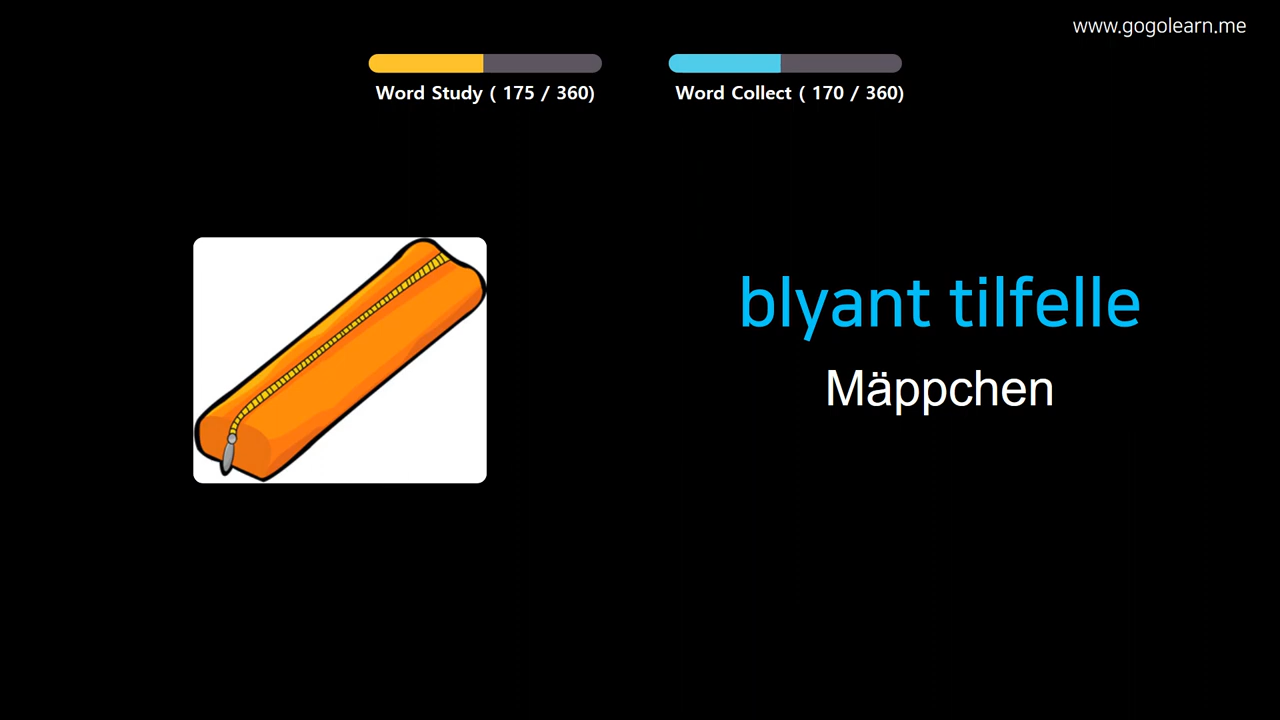 www.gogolearn.me
Word Study ( 175 / 360)
Word Collect ( 170 / 360)
blyant tilfelle
Mäppchen